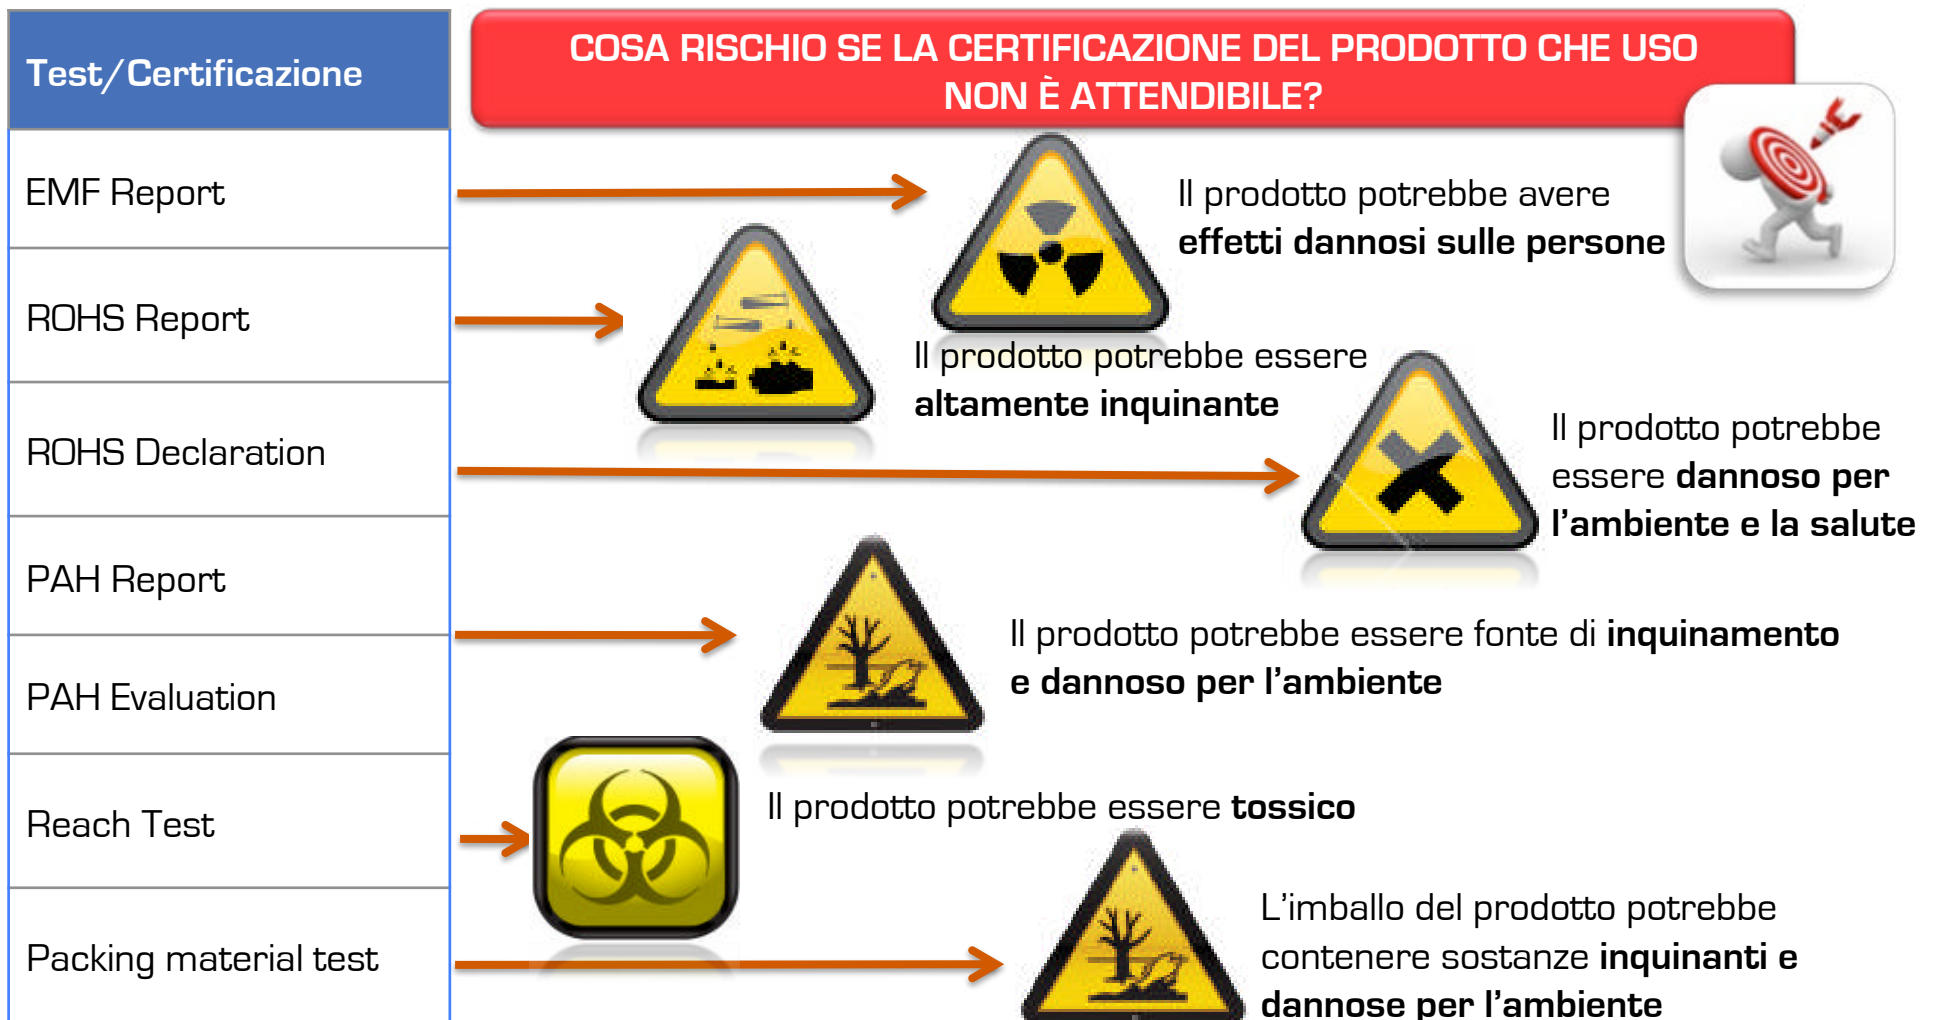 Test/Certificazione
COSA RISCHIO SE LA CERTIFICAZIONE DEL PRODOTTO CHE USO
NON È ATTENDIBILE?
EMF Report
Il prodotto potrebbe avere
effetti dannosi sulle persone
ROHS Report
Il prodotto potrebbe essere
altamente inquinante
ROHS Declaration
Il prodotto potrebbe
essere dannoso per
l’ambiente e la salute
PAH Report
Il prodotto potrebbe essere fonte di inquinamento
e dannoso per l’ambiente
PAH Evaluation
Reach Test
Il prodotto potrebbe essere tossico
Packing material test
L’imballo del prodotto potrebbe
contenere sostanze inquinanti e
dannose per l’ambiente